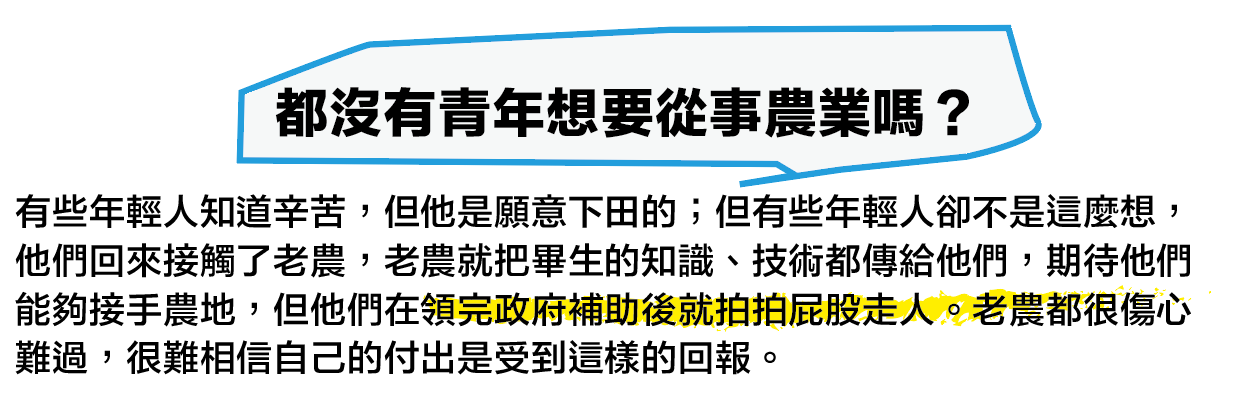 都沒有青年想要從事農業嗎？
有些年輕人知道辛苦，但他是願意下田的；但有些年輕人卻不是這麼想，
他們回來接觸了老農，老農就把畢生的知識、技術都傳給他們，期待他們
能夠接手農地，但他們在領完政府補助後就拍拍屁股走人。老農都很傷心
難過，很難相信自己的付出是受到這樣的回報。